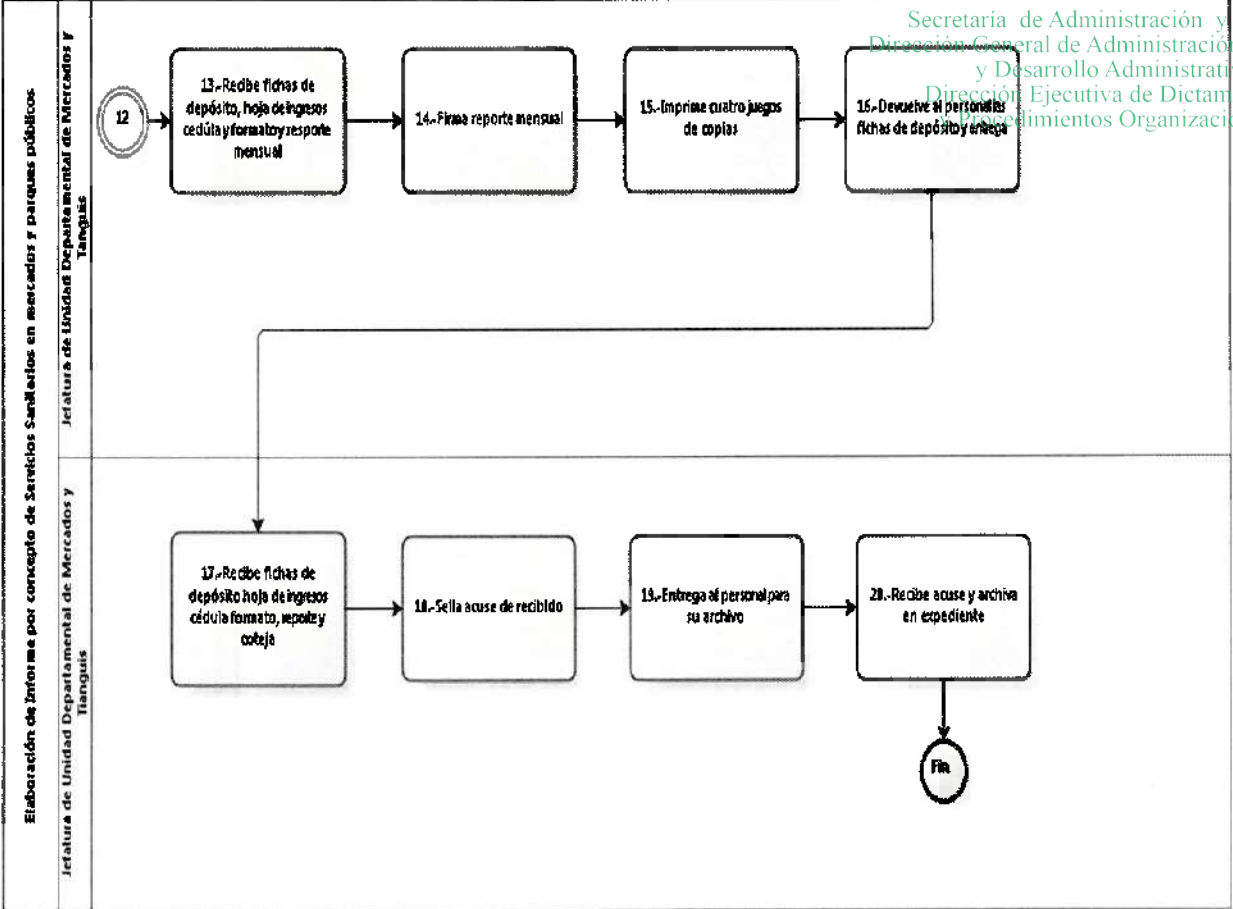 Secretaría de Administración y
Dirección General de Administració
y Desarrollo Administrati
Dirección Ejecutiva de Dictam
y Procedimientos Organizaci
Elaboración de Informe por concepto de Servicios Sanitarios en mercados y parques públicos
Jefatura de Unidad Departamental de Mercados y
Tianguis
12
13.-Recibe fichas de
depósito, hoja de ingresos
cedúla y formato y resporte
mensual
14.-Firma reporte mensual
15.-Imprime cuatro juegos
de copias
16.-Devuelve al personal las
fichas de depósito y entrega
Jefatura de Unidad Departamental de Mercados y
Tianguis
17.-Recibe fichas de
depósito hoja de ingresos
cédula formato, reporte y
coteja
18.-Sella acuse de recibido
19.-Entrega al personal para
su archivo
20.-Recibe acuse y archiva
en expediente
Fin